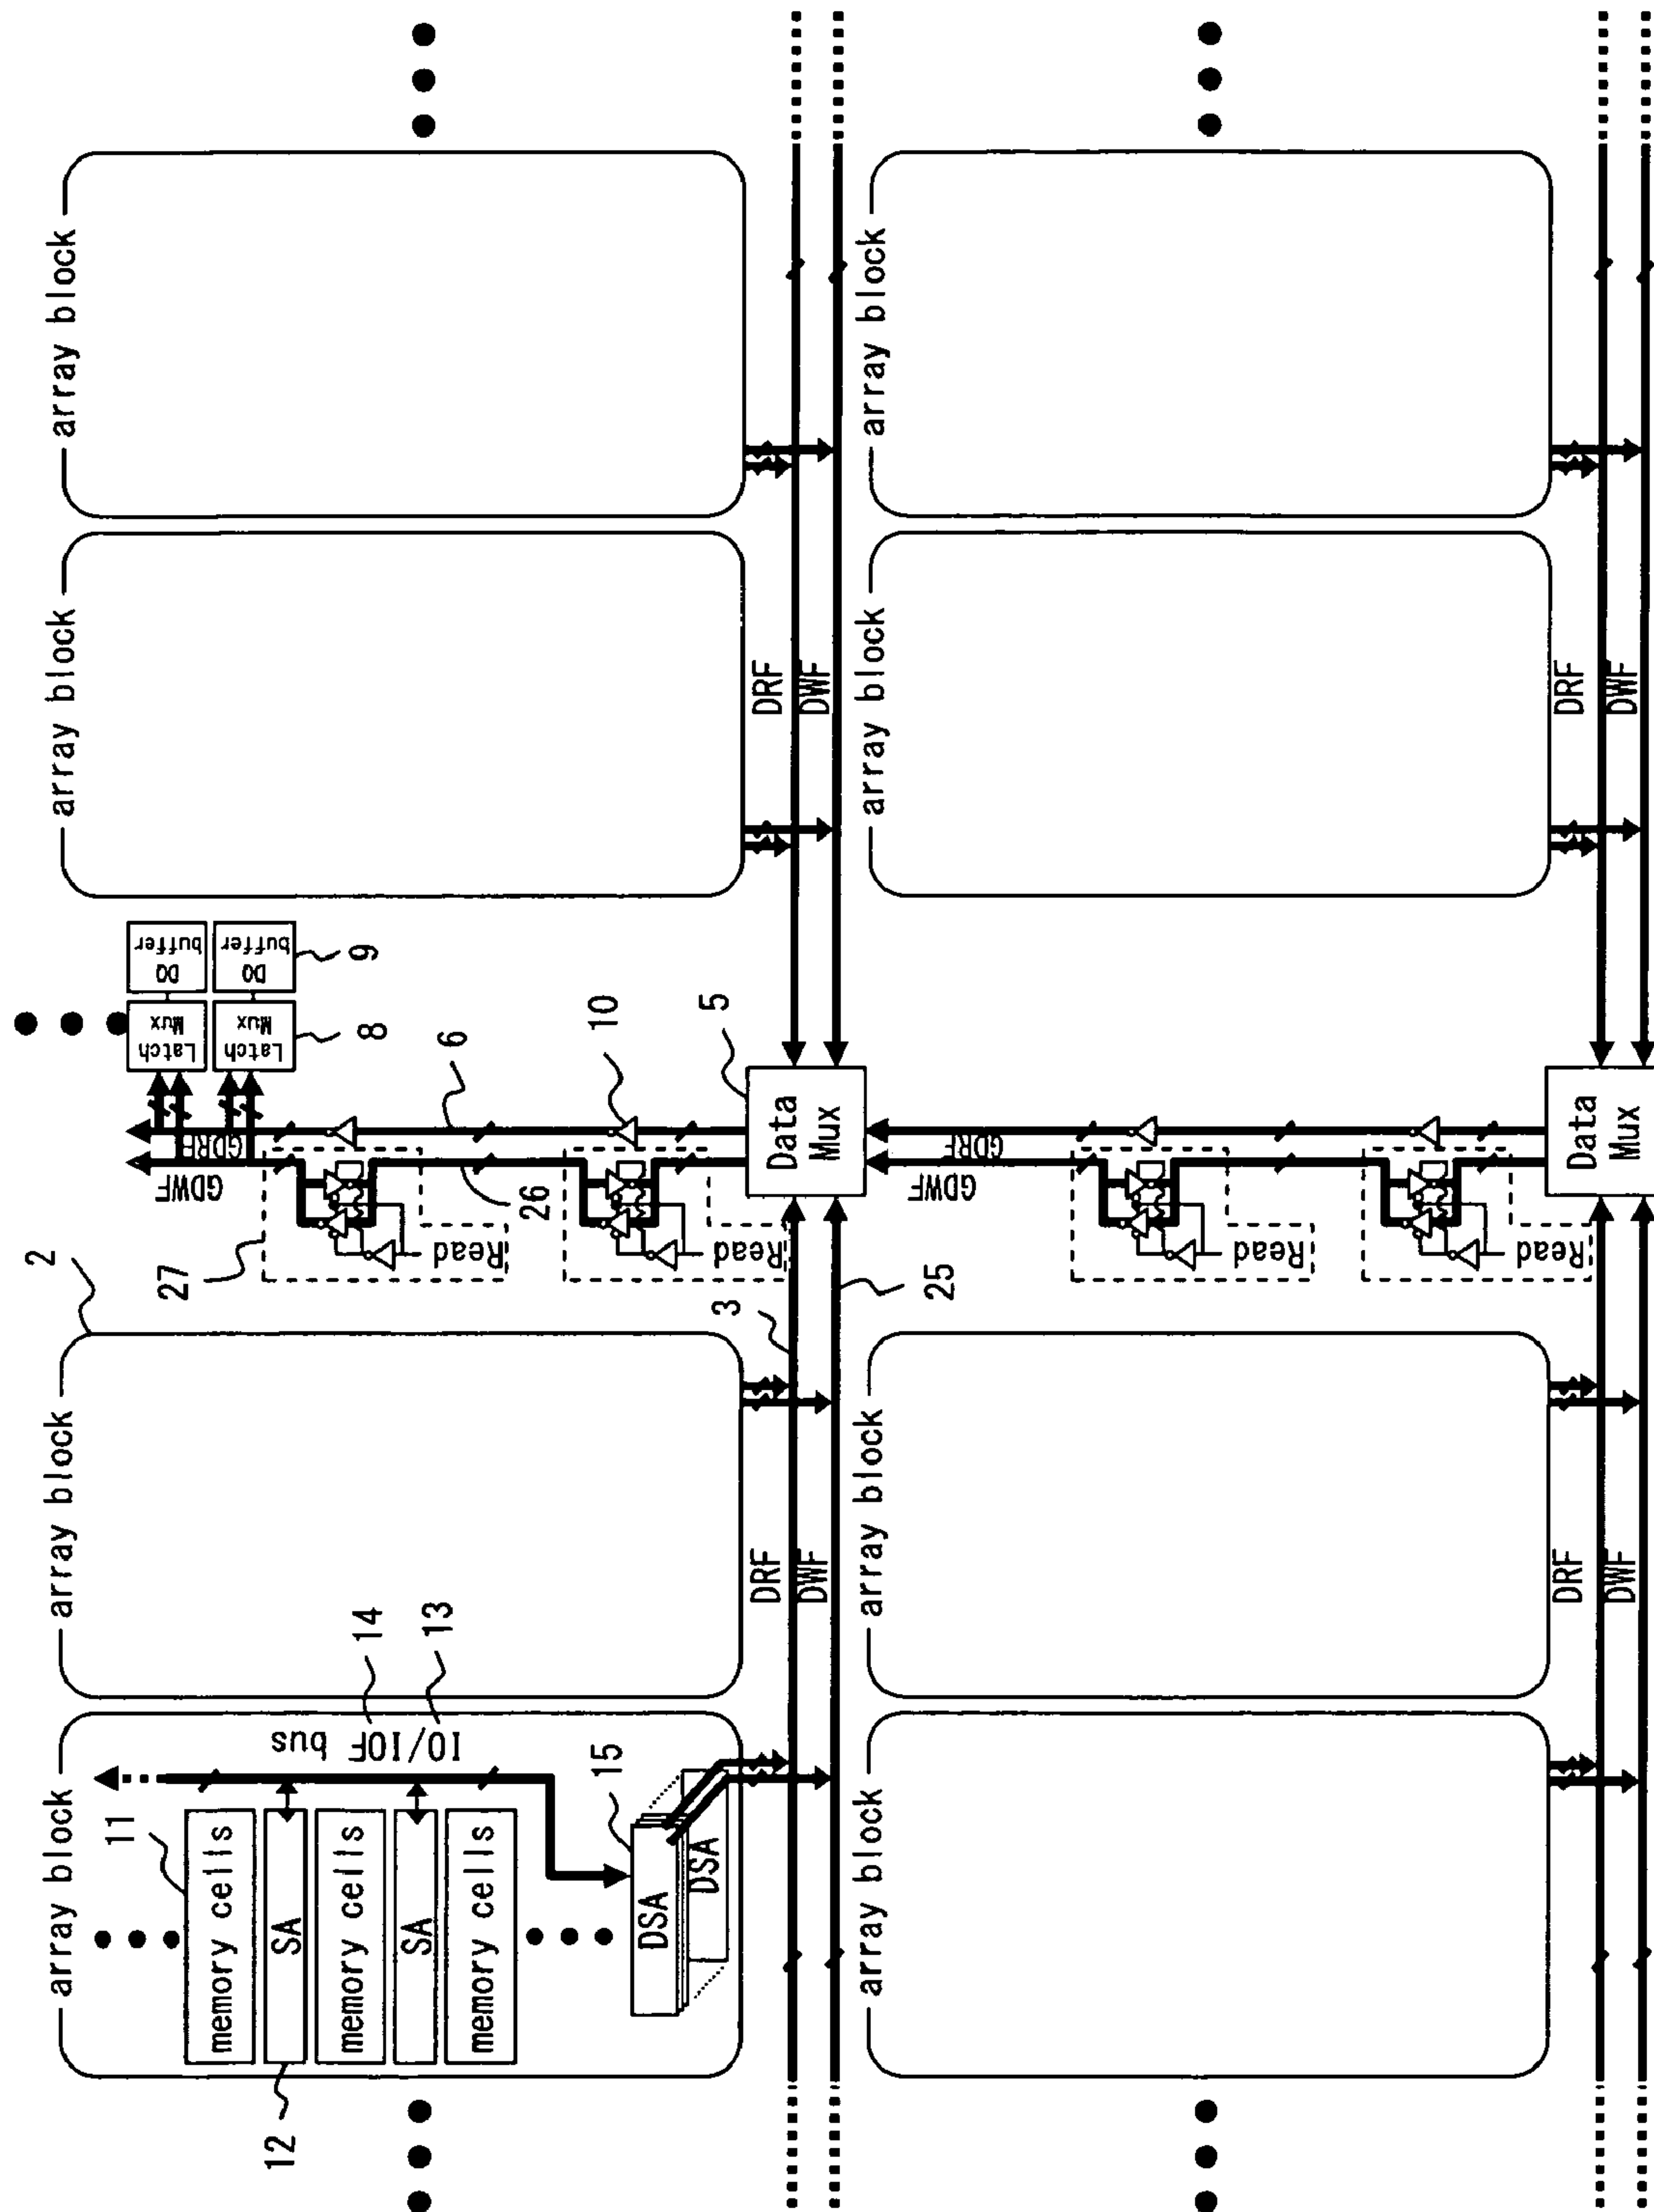 array block
array block
array block
array block
11
memory cells
SA
memory cells
SA
memory cells
12
IO/IOF bus
14
13
15
DSA
DSA
2
27
GDWF
GDRF
Read
26
6
Latch
Mux
DQ
buffer
Latch
Mux
DQ
buffer
8
9
10
Read
5
Data
Mux
3
25
DRF
DWF
DRF
DWF
array block
array block
array block
array block
GDWF
GDRF
Read
Read
Data
Mux
DRF
DWF
DRF
DWF